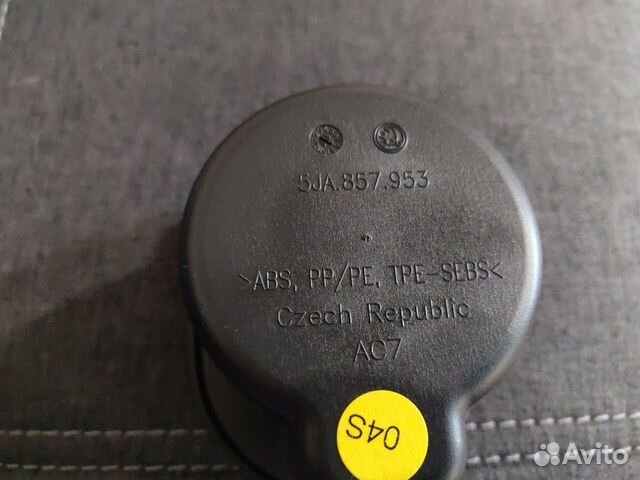 5JA.857.953
>ABS, PP/PE, TPE-SEBS<
Czech Republic
AC7
04S
Avito